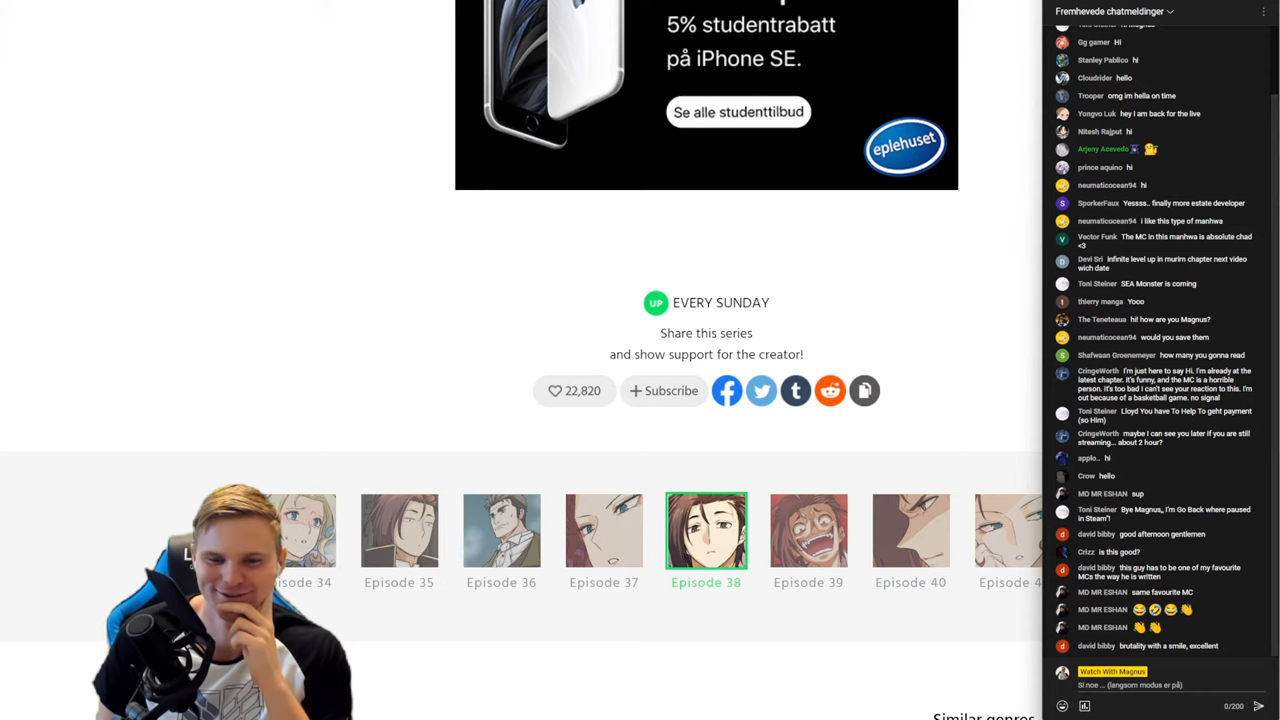 5% studentrabatt
på iPhone SE.
Se alle studenttilbud
eplehuset
UP EVERY SUNDAY
Share this series
and show support for the creator!
22,820
+ Subscribe
Episode 35
Episode 36
Episode 37
Episode 38
Episode 39
Episode 40
Similar genres
Fremhevede chatmeldinger
Gg gamer Hi
Stanley Pablico hi
Cloudrider hello
Trooper omg im hella on time
Yongvo Luk hey I am back for the live
Nitesh Rajput hi
Arjeny Acevedo
prince aquino hi
neumaticocean94 hi
SporkerFaux Yessss.. finally more estate developer
neumaticocean94 i like this type of manhwa
Vector Funk The MC in this manhwa is absolute chad
<3
Devi Sri infinite level up in murim chapter next video
wich date
Toni Steiner SEA Monster is coming
thierry manga Yooo
The Teneteaua hi! how are you Magnus?
neumaticocean94 would you save them
Shafwaan Groenemeyer how many you gonna read
CringeWorth I'm just here to say Hi. I'm already at the
latest chapter. it's funny, and the MC is a horrible
person. it's too bad I can't see your reaction to this. I'm
out because of a basketball game. no signal
Toni Steiner Lloyd You have To Help To geht payment
(so Him)
CringeWorth maybe I can see you later if you are still
streaming... about 2 hour?
applo.. hi
Crow hello
MD MR ESHAN sup
Toni Steiner Bye Magnus,, I'm Go Back where paused
in Steam"!
david bibby good afternoon gentlemen
Crizz is this good?
david bibby this guy has to be one of my favourite
MCs the way he is written
MD MR ESHAN same favourite MC
MD MR ESHAN 😂🤣😂👏
MD MR ESHAN 👏👏
david bibby brutality with a smile, excellent
Watch With Magnus
Si noe ... (langsom modus er på)
0/200